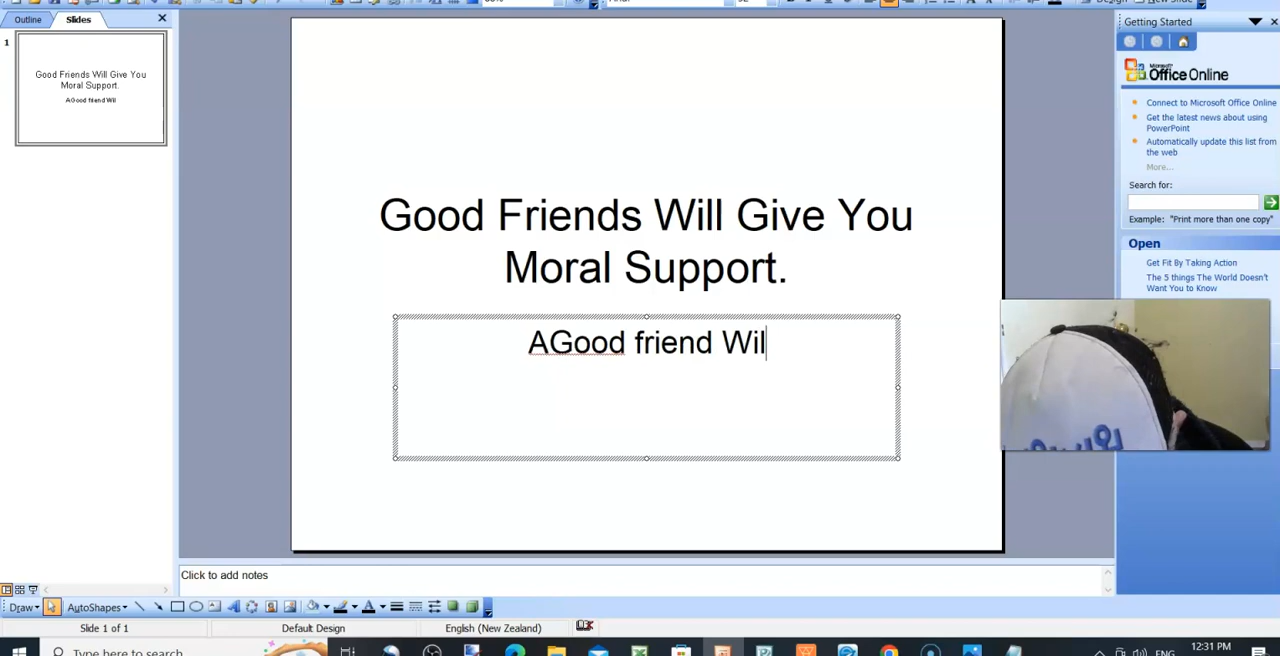 Outline
Slides
1
Good Friends Will Give You
Moral Support.
AGood friend Wil
Good Friends Will Give You
Moral Support.
AGood friend Wil
Click to add notes
Getting Started
Microsoft
Office Online
Connect to Microsoft Office Online
Get the latest news about using
PowerPoint
Automatically update this list from
the web
More...
Search for:
Example: "Print more than one copy"
Open
Get Fit By Taking Action
The 5 things The World Doesn't
Want You to Know
Draw
AutoShapes
Slide 1 of 1
Default Design
English (New Zealand)
Type here to search
ENG
12:31 PM